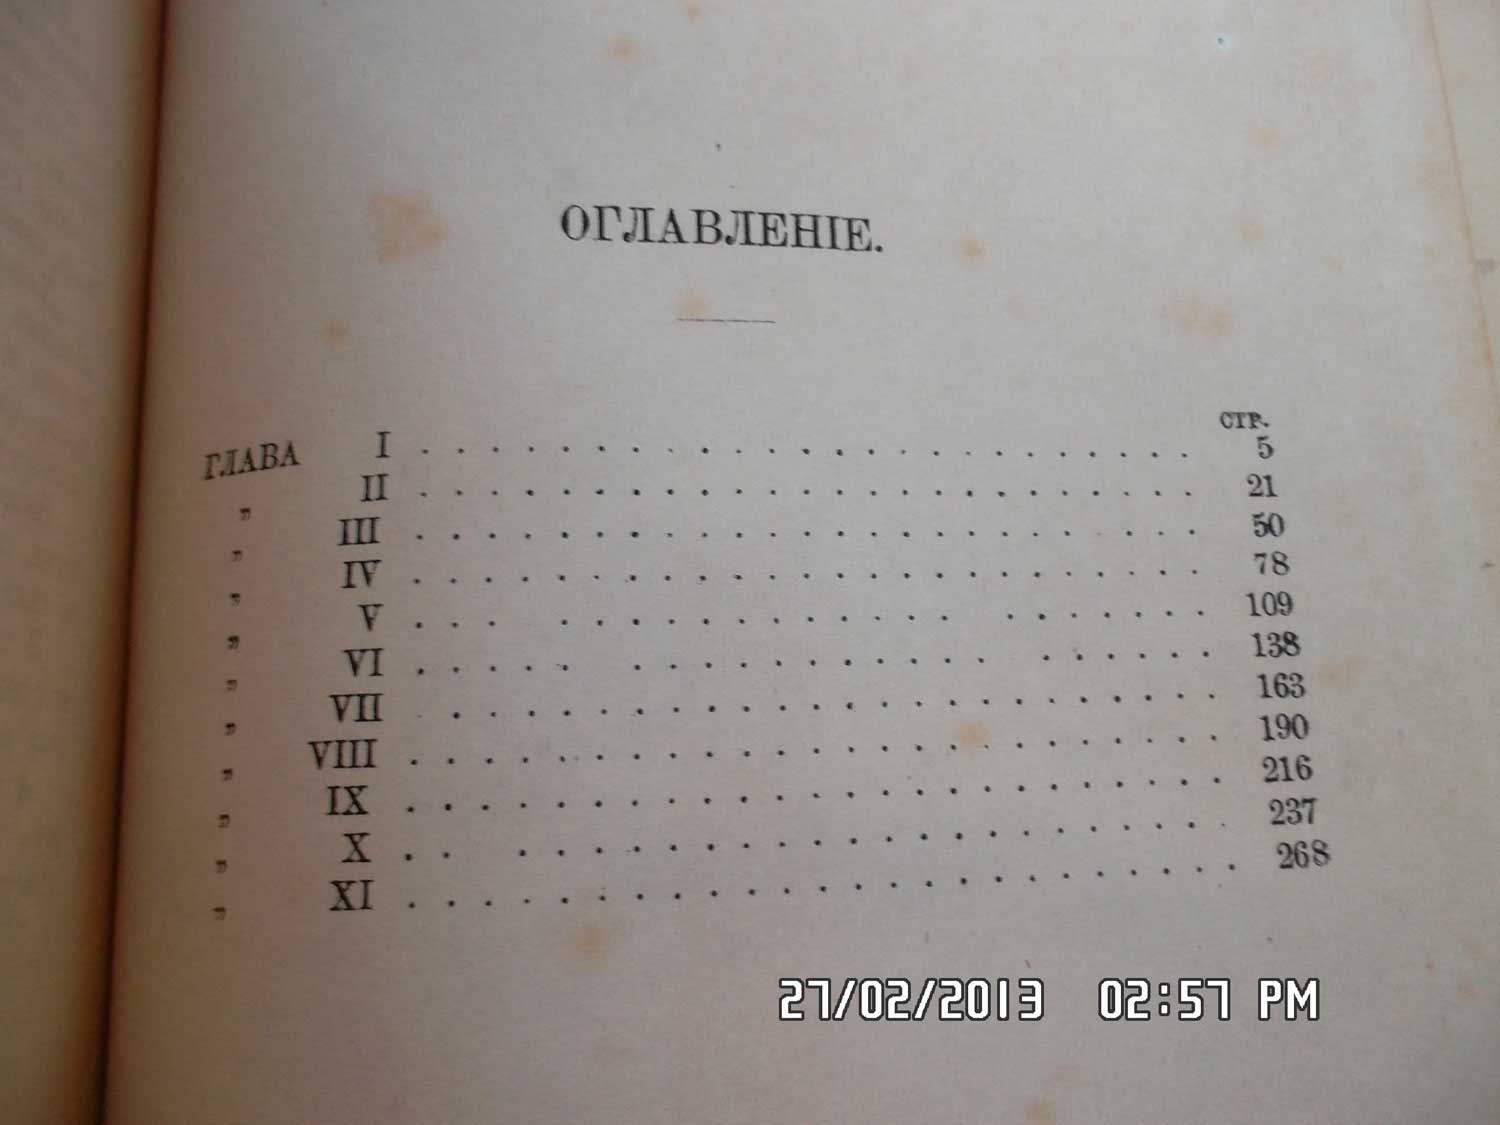 ОГЛАВЛЕНІЕ.
СТР.
ГЛАВА I . . . . . . . . . . . . . . . . . . . . . . 5
„ II . . . . . . . . . . . . . . . . . . . . . . 21
„ III . . . . . . . . . . . . . . . . . . . . . 50
„ IV . . . . . . . . . . . . . . . . . . . . . . 78
„ V . . . . . . . . . . . . . . . . . . . . 109
„ VI . . . . . . . . . . . . . . . . . . . . 138
„ VII . . . . . . . . . . . . . . . . . . . . . 163
„ VIII . . . . . . . . . . . . . . . . . . . . . . 190
„ IX . . . . . . . . . . . . . . . . . . . . . . 216
„ X . . . . . . . . . . . . . . . . . . . . . 237
„ XI . . . . . . . . . . . . . . . . . . . . . . 268
27/02/2013 02:57 PM